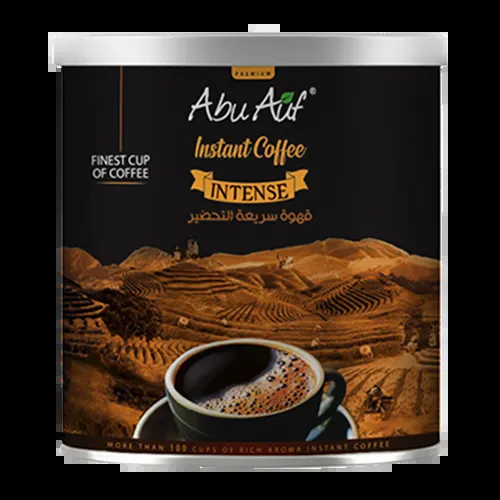 PREMIUM
Abu Auf®
Instant Coffee
FINEST CUP
OF COFFEE
INTENSE
قهوة سريعة التحضير
MORE THAN 100 CUPS OF RICH AROMA INSTANT COFFEE